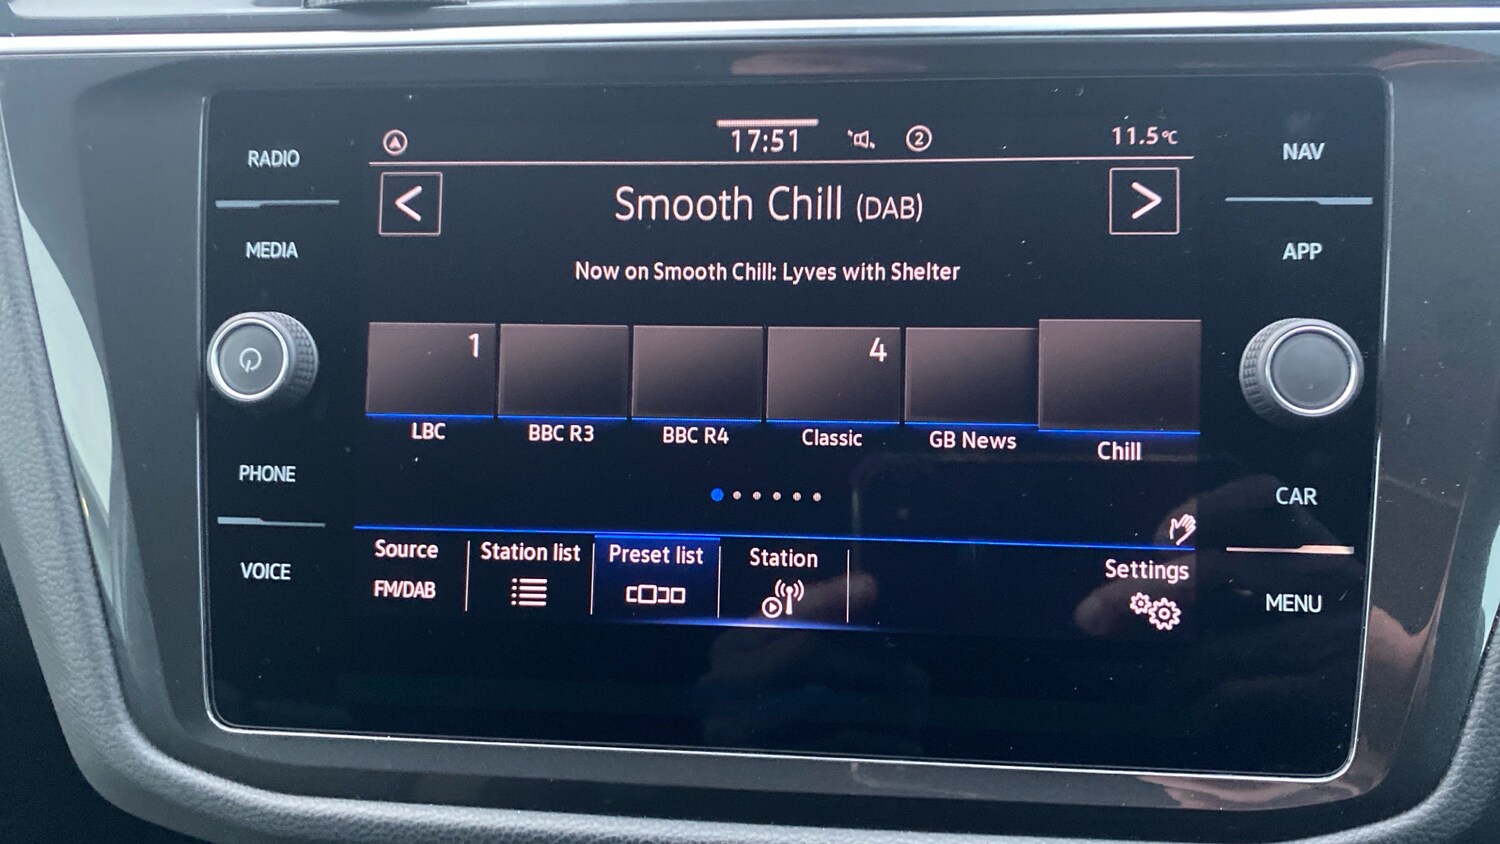 RADIO
MEDIA
PHONE
VOICE
17:51
2
11.5°C
Smooth Chill (DAB)
Now on Smooth Chill: Lyves with Shelter
1
4
LBC
BBC R3
BBC R4
Classic
GB News
Chill
Source
FM/DAB
Station list
Preset list
Station
Settings
NAV
APP
CAR
MENU